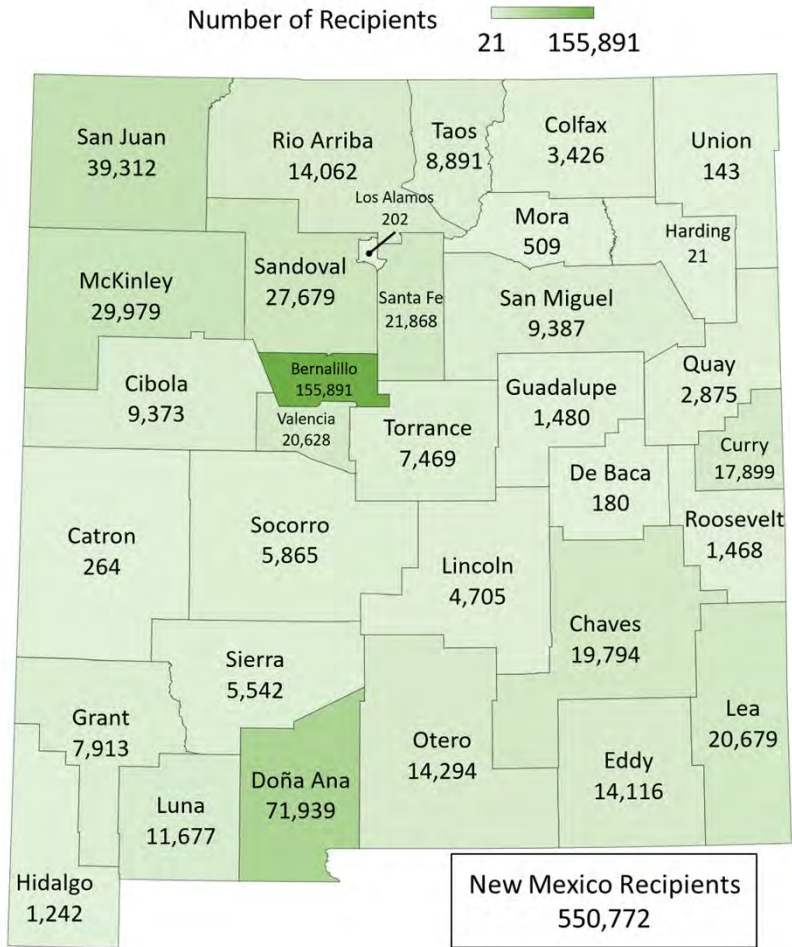 Number of Recipients
21 155,891
San Juan
39,312
Rio Arriba
14,062
Taos
8,891
Colfax
3,426
Union
143
Los Alamos
202
Mora
509
Harding
21
McKinley
29,979
Sandoval
27,679
Santa Fe
21,868
San Miguel
9,387
Quay
2,875
Cibola
9,373
Bernalillo
155,891
Valencia
20,628
Torrance
7,469
Guadalupe
1,480
Curry
17,899
De Baca
180
Roosevelt
1,468
Catron
264
Socorro
5,865
Lincoln
4,705
Chaves
19,794
Sierra
5,542
Grant
7,913
Otero
14,294
Eddy
14,116
Lea
20,679
Doña Ana
71,939
Luna
11,677
Hidalgo
1,242
New Mexico Recipients
550,772